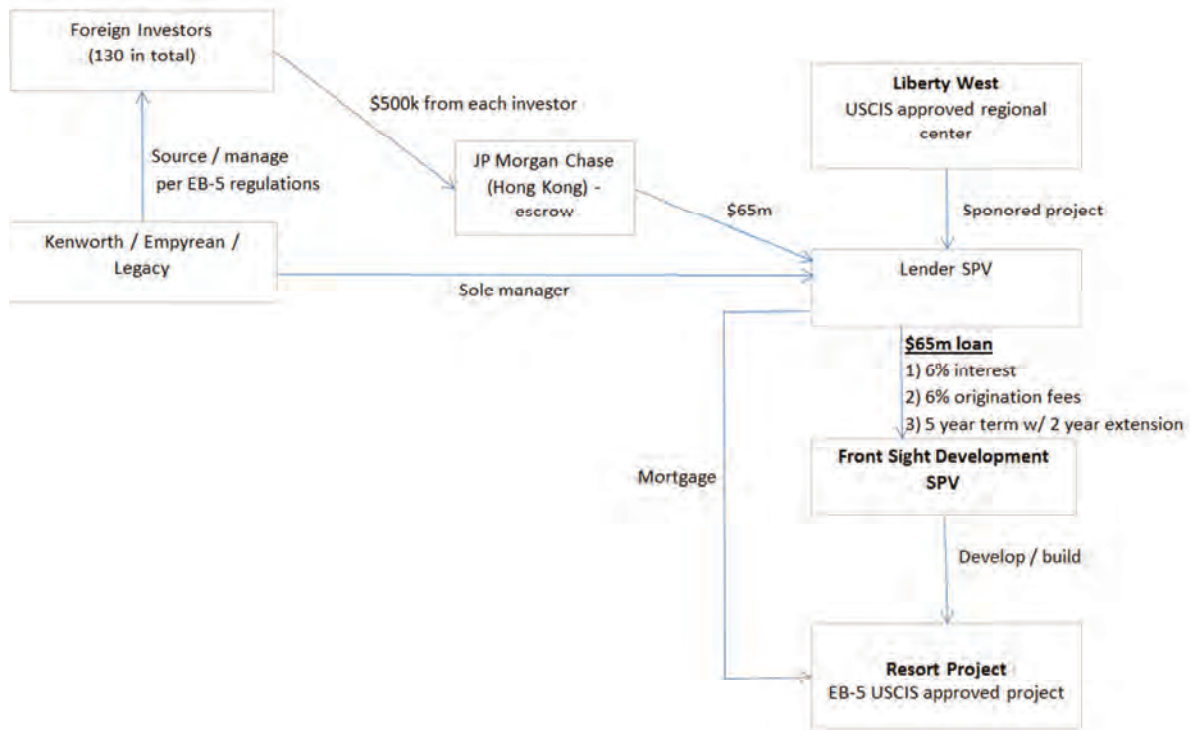 Foreign Investors
(130 in total)
$500k from each investor
Liberty West
USCIS approved regional
center
Source / manage
per EB-5 regulations
JP Morgan Chase
(Hong Kong) -
escrow
$65m
Sponored project
Kenworth / Empyrean /
Legacy
Sole manager
Lender SPV
$65m loan
1) 6% interest
2) 6% origination fees
3) 5 year term w/ 2 year extension
Mortgage
Front Sight Development
SPV
Develop / build
Resort Project
EB-5 USCIS approved project